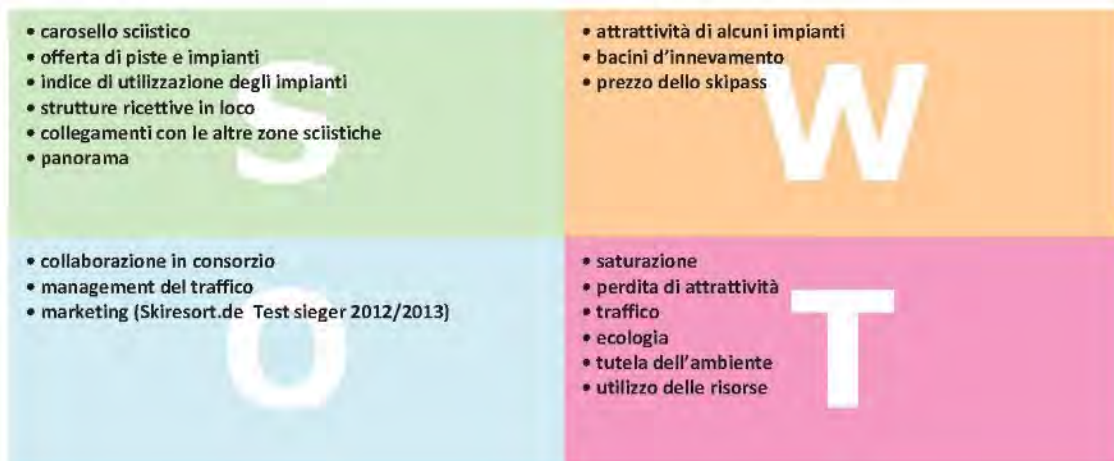 • carosello sciistico
• offerta di piste e impianti
• indice di utilizzazione degli impianti
• strutture ricettive in loco
• collegamenti con le altre zone sciistiche
• panorama
S
• attrattività di alcuni impianti
• bacini d'innevamento
• prezzo dello skipass
W
• collaborazione in consorzio
• management del traffico
• marketing (Skiresort.de Test sieger 2012/2013)
O
• saturazione
• perdita di attrattività
• traffico
• ecologia
• tutela dell'ambiente
• utilizzo delle risorse
T